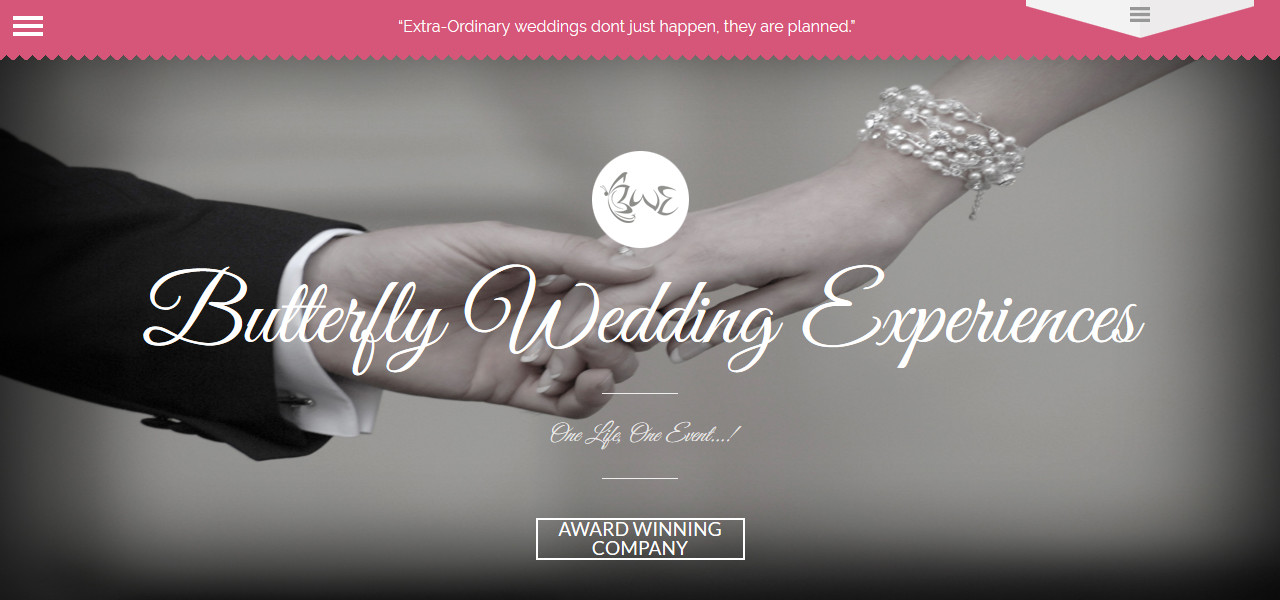 “Extra-Ordinary weddings dont just happen, they are planned.”
BWE
Butterfly Wedding Experiences
One Life, One Event...!
AWARD WINNING
COMPANY